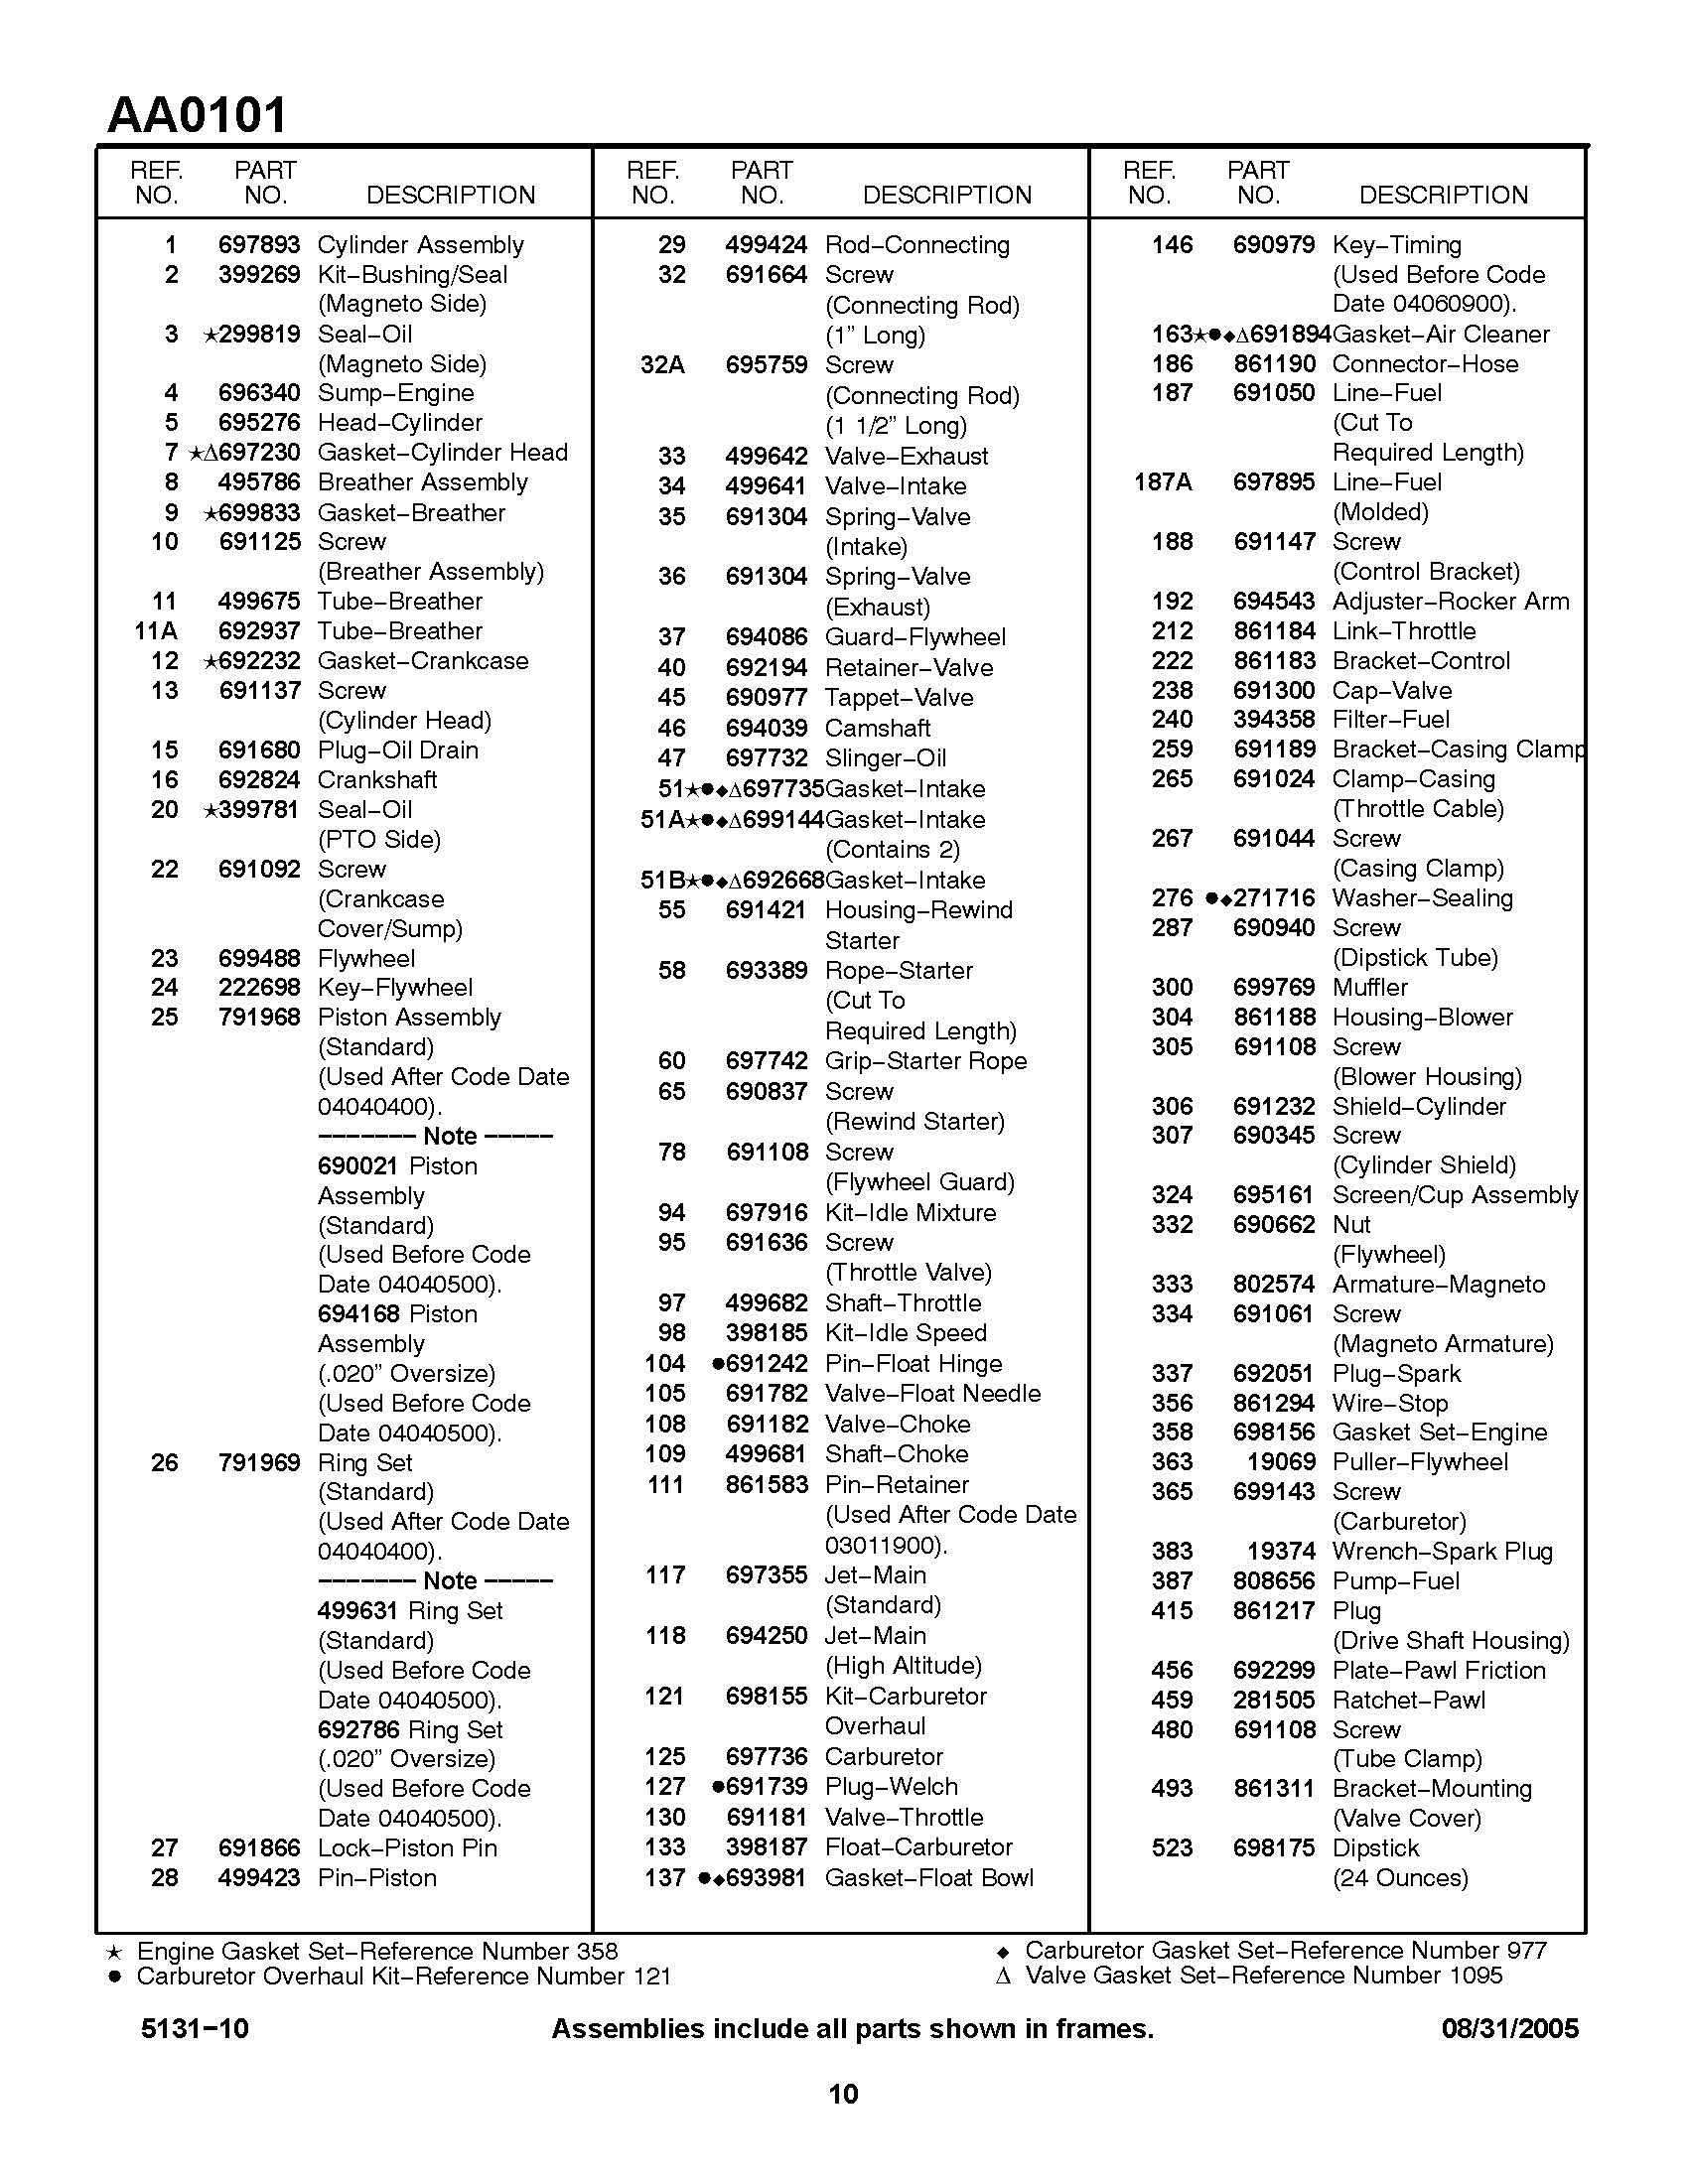 AA0101
REF. PART
NO. NO. DESCRIPTION
1 697893 Cylinder Assembly
2 399269 Kit–Bushing/Seal
(Magneto Side)
3 ★299819 Seal–Oil
(Magneto Side)
4 696340 Sump–Engine
5 695276 Head–Cylinder
7 ★Δ697230 Gasket–Cylinder Head
8 495786 Breather Assembly
9 ★699833 Gasket–Breather
10 691125 Screw
(Breather Assembly)
11 499675 Tube–Breather
11A 692937 Tube–Breather
12 ★692232 Gasket–Crankcase
13 691137 Screw
(Cylinder Head)
15 691680 Plug–Oil Drain
16 692824 Crankshaft
20 ★399781 Seal–Oil
(PTO Side)
22 691092 Screw
(Crankcase
Cover/Sump)
23 699488 Flywheel
24 222698 Key–Flywheel
25 791968 Piston Assembly
(Standard)
(Used After Code Date
04040400).
––––––– Note –––––
690021 Piston
Assembly
(Standard)
(Used Before Code
Date 04040500).
694168 Piston
Assembly
(.020” Oversize)
(Used Before Code
Date 04040500).
26 791969 Ring Set
(Standard)
(Used After Code Date
04040400).
––––––– Note –––––
499631 Ring Set
(Standard)
(Used Before Code
Date 04040500).
692786 Ring Set
(.020” Oversize)
(Used Before Code
Date 04040500).
27 691866 Lock–Piston Pin
28 499423 Pin–Piston
REF. PART
NO. NO. DESCRIPTION
29 499424 Rod–Connecting
32 691664 Screw
(Connecting Rod)
(1” Long)
32A 695759 Screw
(Connecting Rod)
(1 1/2” Long)
33 499642 Valve–Exhaust
34 499641 Valve–Intake
35 691304 Spring–Valve
(Intake)
36 691304 Spring–Valve
(Exhaust)
37 694086 Guard–Flywheel
40 692194 Retainer–Valve
45 690977 Tappet–Valve
46 694039 Camshaft
47 697732 Slinger–Oil
51★●◆Δ697735Gasket–Intake
51A★●◆Δ699144Gasket–Intake
(Contains 2)
51B★●◆Δ692668Gasket–Intake
55 691421 Housing–Rewind
Starter
58 693389 Rope–Starter
(Cut To
Required Length)
60 697742 Grip–Starter Rope
65 690837 Screw
(Rewind Starter)
78 691108 Screw
(Flywheel Guard)
94 697916 Kit–Idle Mixture
95 691636 Screw
(Throttle Valve)
97 499682 Shaft–Throttle
98 398185 Kit–Idle Speed
104 ●691242 Pin–Float Hinge
105 691782 Valve–Float Needle
108 691182 Valve–Choke
109 499681 Shaft–Choke
111 861583 Pin–Retainer
(Used After Code Date
03011900).
117 697355 Jet–Main
(Standard)
118 694250 Jet–Main
(High Altitude)
121 698155 Kit–Carburetor
Overhaul
125 697736 Carburetor
127 ●691739 Plug–Welch
130 691181 Valve–Throttle
133 398187 Float–Carburetor
137 ●◆693981 Gasket–Float Bowl
REF. PART
NO. NO. DESCRIPTION
146 690979 Key–Timing
(Used Before Code
Date 04060900).
163★●◆Δ691894Gasket–Air Cleaner
186 861190 Connector–Hose
187 691050 Line–Fuel
(Cut To
Required Length)
187A 697895 Line–Fuel
(Molded)
188 691147 Screw
(Control Bracket)
192 694543 Adjuster–Rocker Arm
212 861184 Link–Throttle
222 861183 Bracket–Control
238 691300 Cap–Valve
240 394358 Filter–Fuel
259 691189 Bracket–Casing Clamp
265 691024 Clamp–Casing
(Throttle Cable)
267 691044 Screw
(Casing Clamp)
276 ●◆271716 Washer–Sealing
287 690940 Screw
(Dipstick Tube)
300 699769 Muffler
304 861188 Housing–Blower
305 691108 Screw
(Blower Housing)
306 691232 Shield–Cylinder
307 690345 Screw
(Cylinder Shield)
324 695161 Screen/Cup Assembly
332 690662 Nut
(Flywheel)
333 802574 Armature–Magneto
334 691061 Screw
(Magneto Armature)
337 692051 Plug–Spark
356 861294 Wire–Stop
358 698156 Gasket Set–Engine
363 19069 Puller–Flywheel
365 699143 Screw
(Carburetor)
383 19374 Wrench–Spark Plug
387 808656 Pump–Fuel
415 861217 Plug
(Drive Shaft Housing)
456 692299 Plate–Pawl Friction
459 281505 Ratchet–Pawl
480 691108 Screw
(Tube Clamp)
493 861311 Bracket–Mounting
(Valve Cover)
523 698175 Dipstick
(24 Ounces)
★ Engine Gasket Set–Reference Number 358
● Carburetor Overhaul Kit–Reference Number 121
◆ Carburetor Gasket Set–Reference Number 977
Δ Valve Gasket Set–Reference Number 1095
5131–10 Assemblies include all parts shown in frames. 08/31/2005
10